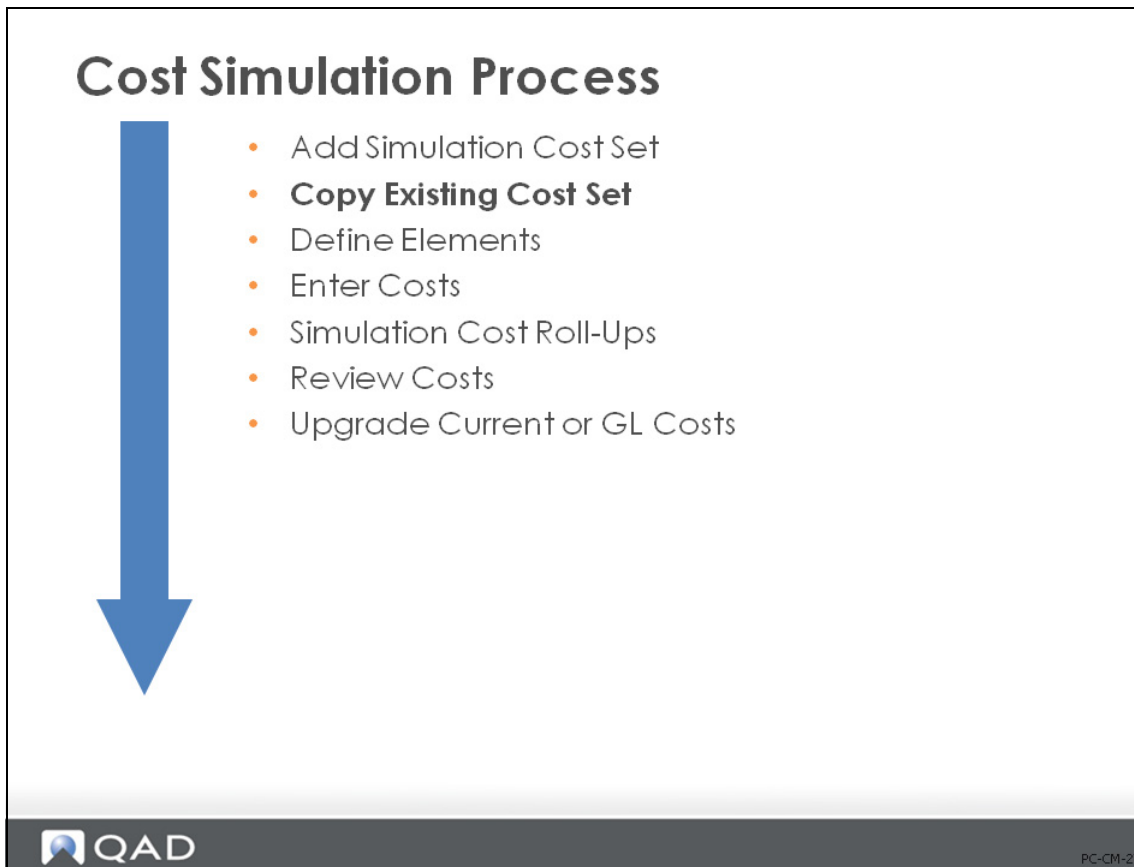 Cost Simulation Process
• Add Simulation Cost Set
• Copy Existing Cost Set
• Define Elements
• Enter Costs
• Simulation Cost Roll-Ups
• Review Costs
• Upgrade Current or GL Costs
QAD
PC-CM-2